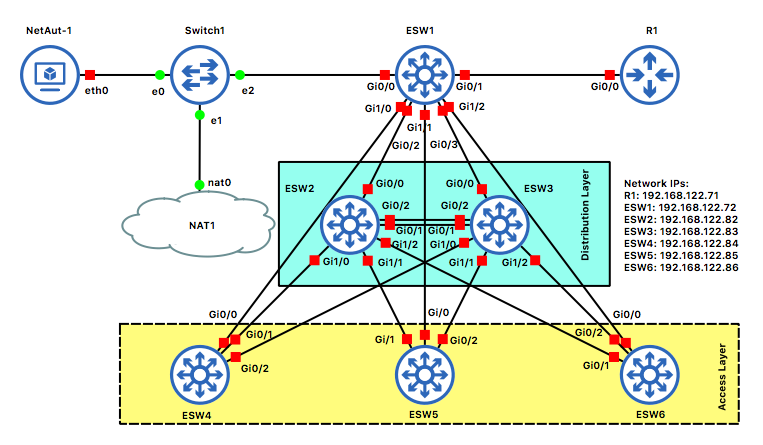 NetAut-1
Switch1
ESW1
R1
eth0
e0
e2
Gi0/0
Gi0/1
Gi0/0
e1
Gi1/0
Gi1/1
Gi1/2
Gi0/2
Gi0/3
nat0
NAT1
ESW2
Gi0/0
Gi0/0
ESW3
Gi0/2
Gi0/2
Gi0/1
Gi0/1
Gi1/2
Gi1/0
Gi1/0
Gi1/1
Gi1/1
Gi1/2
Distribution Layer
Network IPs:
R1: 192.168.122.71
ESW1: 192.168.122.72
ESW2: 192.168.122.82
ESW3: 192.168.122.83
ESW4: 192.168.122.84
ESW5: 192.168.122.85
ESW6: 192.168.122.86
Gi0/0
Gi0/1
Gi0/2
Gi/1
Gi/0
Gi0/2
Gi0/0
Gi0/2
Gi0/1
ESW4
ESW5
ESW6
Access Layer